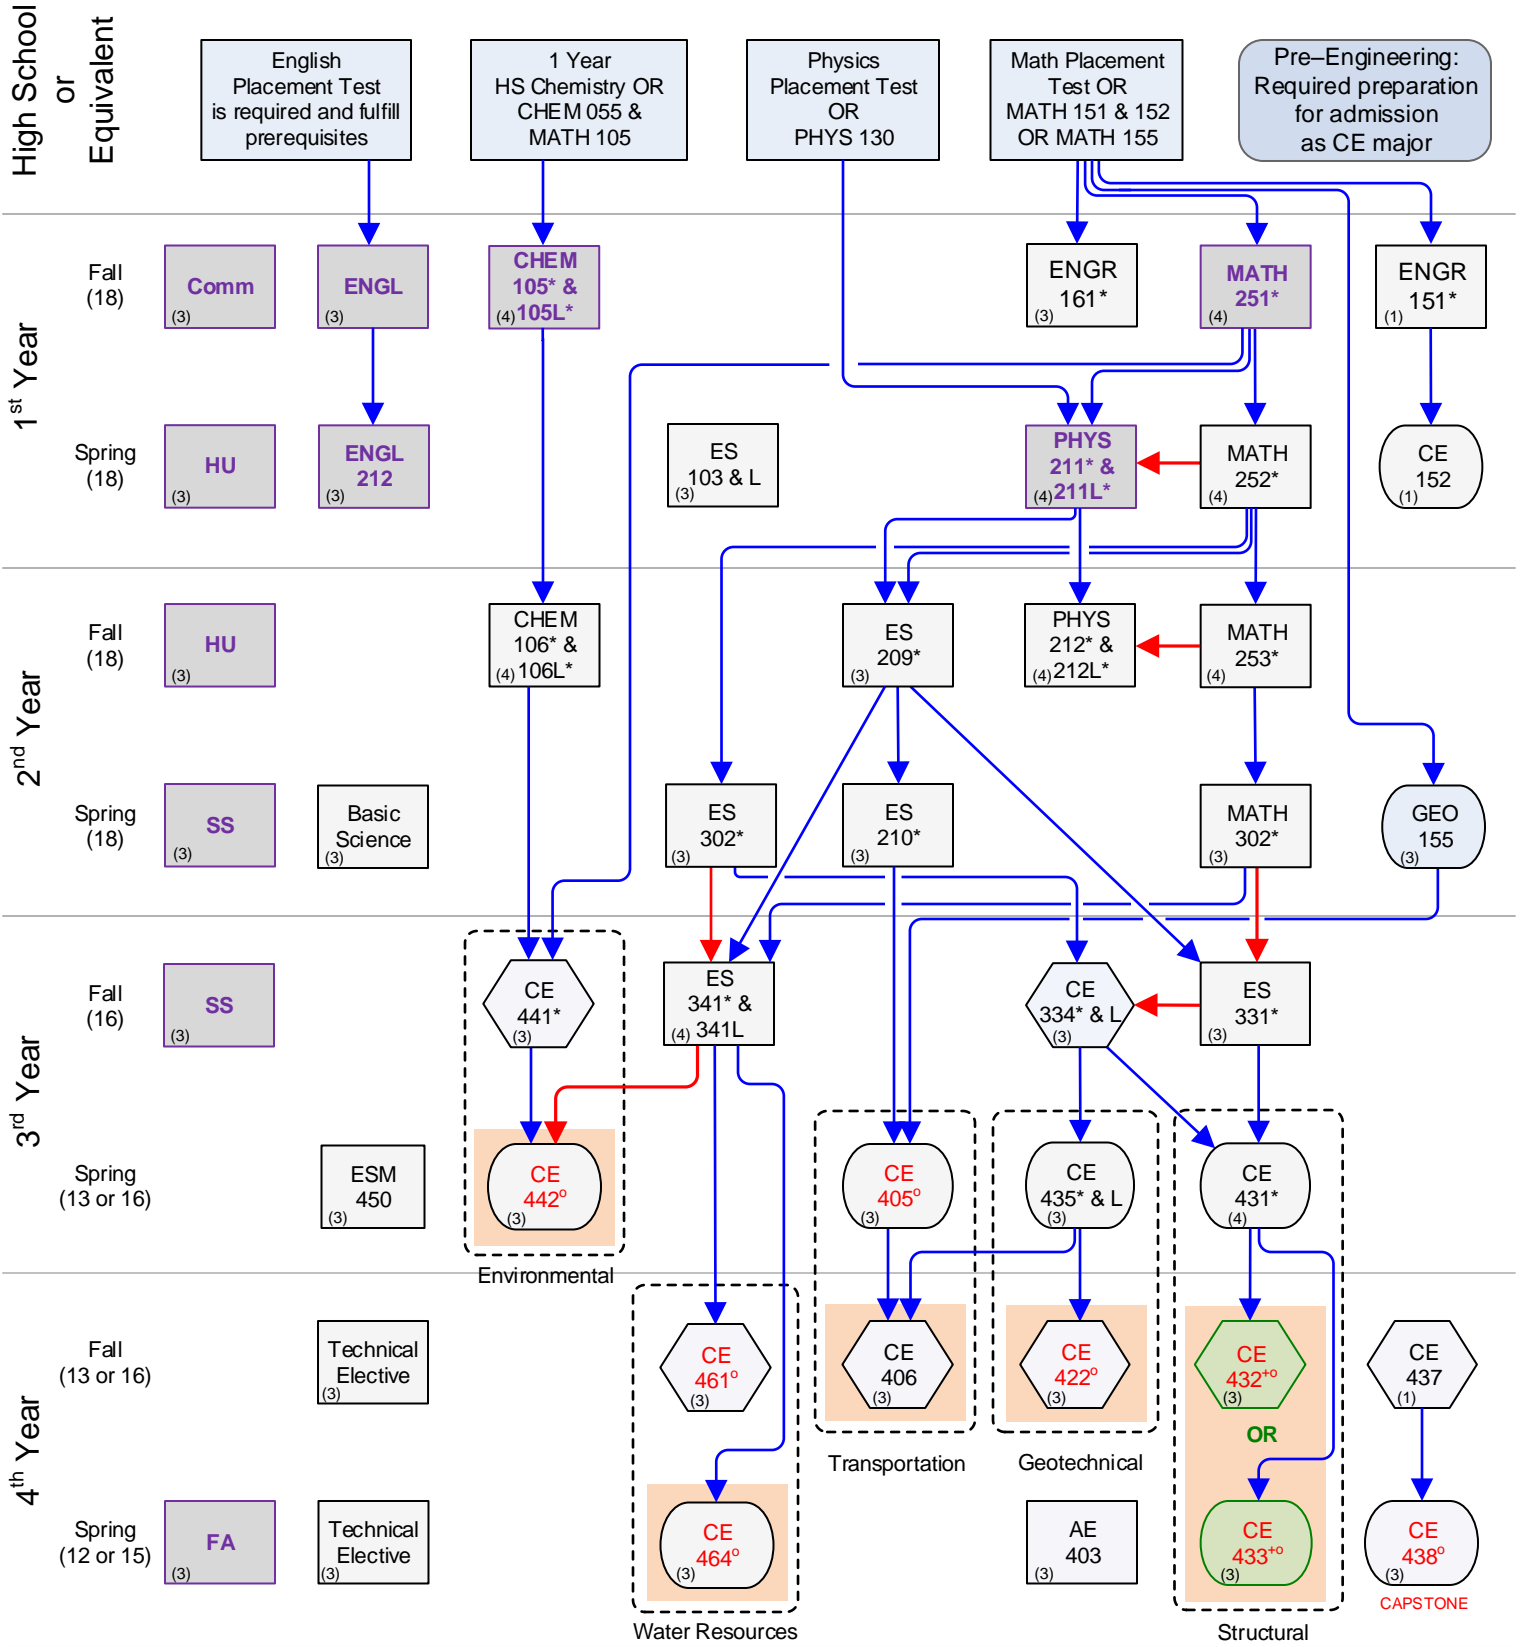 High School
or
Equivalent
English
Placement Test
is required and fulfill
prerequisites
1 Year
HS Chemistry OR
CHEM 055 &
MATH 105
Physics
Placement Test
OR
PHYS 130
Math Placement
Test OR
MATH 151 & 152
OR MATH 155
Pre–Engineering:
Required preparation
for admission
as CE major
1st Year
Fall
(18)
Comm
(3)
ENGL
(3)
CHEM
105* &
(4) 105L*
ENGR
161*
(3)
MATH
251*
(4)
ENGR
151*
(1)
Spring
(18)
HU
(3)
ENGL
212
(3)
ES
103 & L
(3)
PHYS
211* &
(4) 211L*
MATH
252*
(4)
CE
152
(1)
2nd Year
Fall
(18)
HU
(3)
CHEM
106* &
(4) 106L*
ES
209*
(3)
PHYS
212* &
(4) 212L*
MATH
253*
(4)
Spring
(18)
SS
(3)
Basic
Science
(3)
ES
302*
(3)
ES
210*
(3)
MATH
302*
(3)
GEO
155
(3)
3rd Year
Fall
(16)
SS
(3)
CE
441*
(3)
ES
341* &
(4) 341L
CE
334* & L
(3)
ES
331*
(3)
Spring
(13 or 16)
ESM
450
(3)
CE
442o
(3)
CE
405o
(3)
CE
435* & L
(3)
CE
431*
(4)
Environmental
4th Year
Fall
(13 or 16)
Technical
Elective
(3)
CE
461o
(3)
CE
406
(3)
CE
422o
(3)
CE
432+o
(3)
OR
CE
437
(1)
Transportation
Geotechnical
Spring
(12 or 15)
FA
(3)
Technical
Elective
(3)
CE
464o
(3)
AE
403
(3)
CE
433+o
(3)
CE
438o
(3)
CAPSTONE
Water Resources
Structural